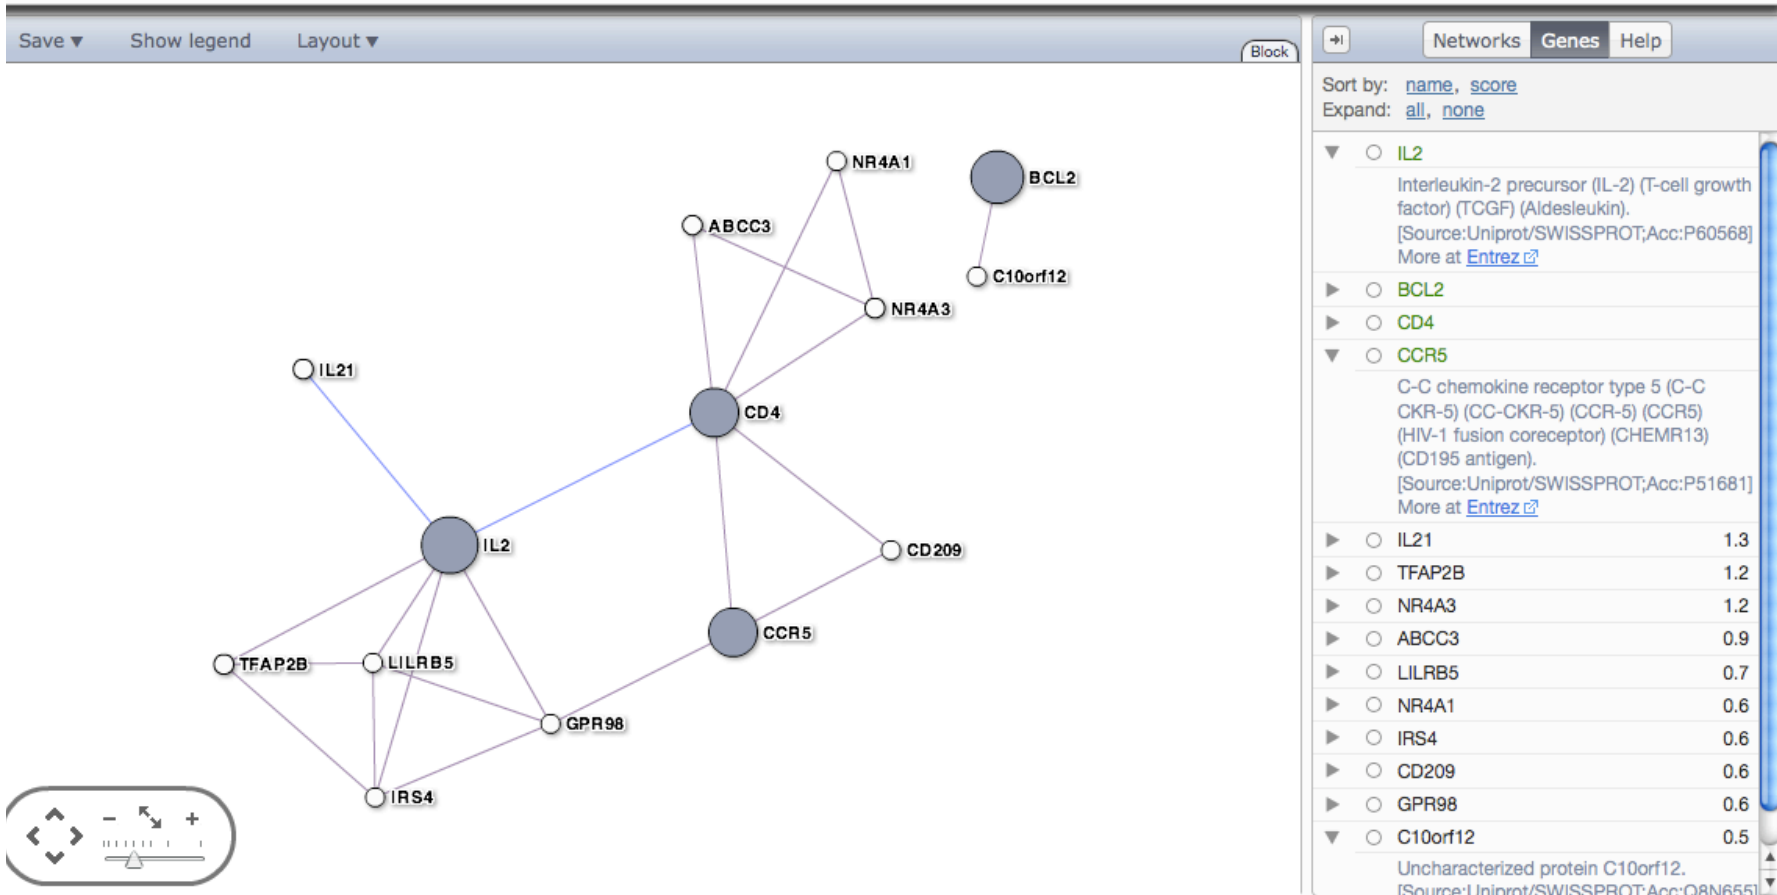 Save ▼ Show legend Layout ▼
Block
Networks Genes Help
Sort by: name, score
Expand: all, none
NR4A1
BCL2
ABCC3
C10orf12
NR4A3
IL21
CD4
IL2
CD209
CCR5
TFAP2B
LILRB5
GPR98
IRS4
IL2
Interleukin-2 precursor (IL-2) (T-cell growth
factor) (TCGF) (Aldesleukin).
[Source:Uniprot/SWISSPROT;Acc:P60568]
More at Entrez
BCL2
CD4
CCR5
C-C chemokine receptor type 5 (C-C
CKR-5) (CC-CKR-5) (CCR-5) (CCR5)
(HIV-1 fusion coreceptor) (CHEMR13)
(CD195 antigen).
[Source:Uniprot/SWISSPROT;Acc:P51681]
More at Entrez
IL21 1.3
TFAP2B 1.2
NR4A3 1.2
ABCC3 0.9
LILRB5 0.7
NR4A1 0.6
IRS4 0.6
CD209 0.6
GPR98 0.6
C10orf12 0.5
Uncharacterized protein C10orf12.
[Source:Uniprot/SWISSPROT;Acc:Q8N655]